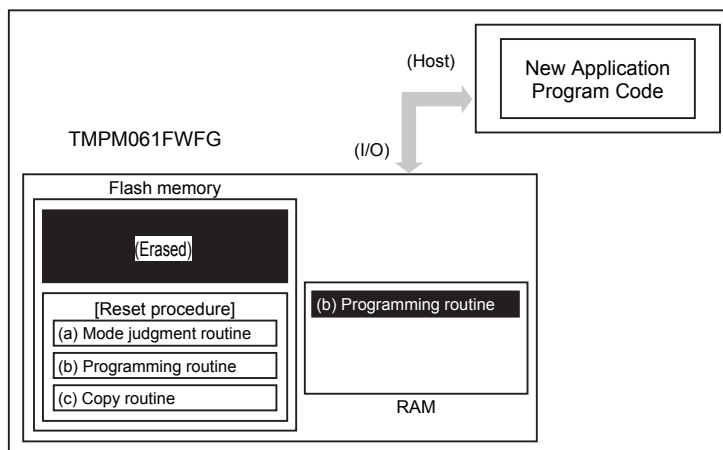 (Host)
New Application
Program Code
TMPM061FWFG
(I/O)
Flash memory
(Erased)
[Reset procedure]
(a) Mode judgment routine
(b) Programming routine
(c) Copy routine
(b) Programming routine
RAM